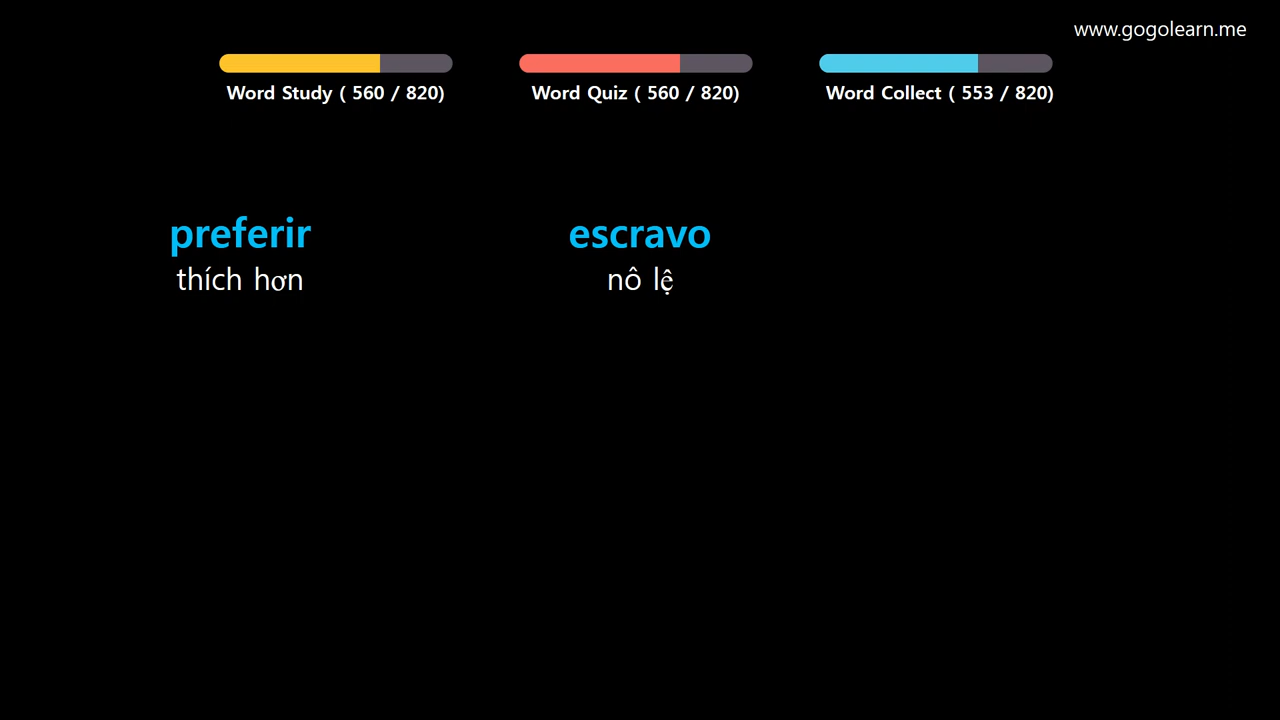 www.gogolearn.me
Word Study ( 560 / 820)
Word Quiz ( 560 / 820)
Word Collect ( 553 / 820)
preferir
thích hơn
escravo
nô lệ